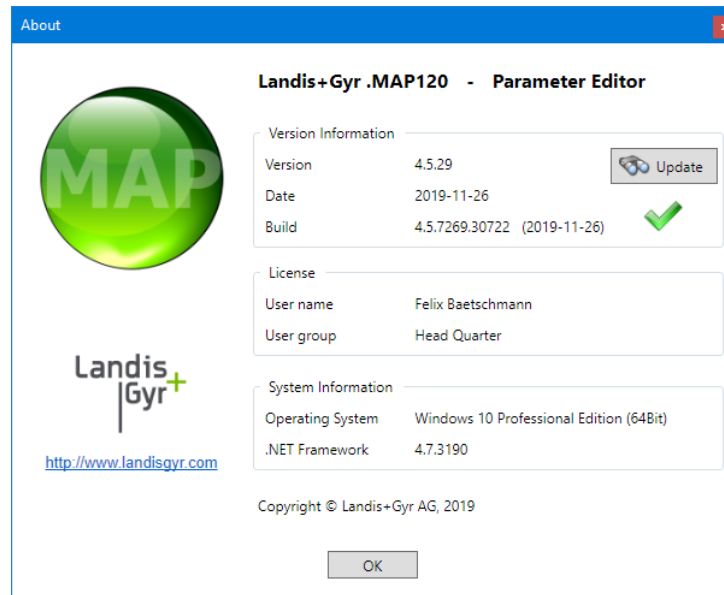 About
Landis+Gyr .MAP120 - Parameter Editor
MAP
Version Information
Version 4.5.29 Update
Date 2019-11-26
Build 4.5.7269.30722 (2019-11-26)
License
User name Felix Baetschmann
User group Head Quarter
Landis+
Gyr
System Information
Operating System Windows 10 Professional Edition (64Bit)
.NET Framework 4.7.3190
http://www.landisgyr.com
Copyright © Landis+Gyr AG, 2019
OK